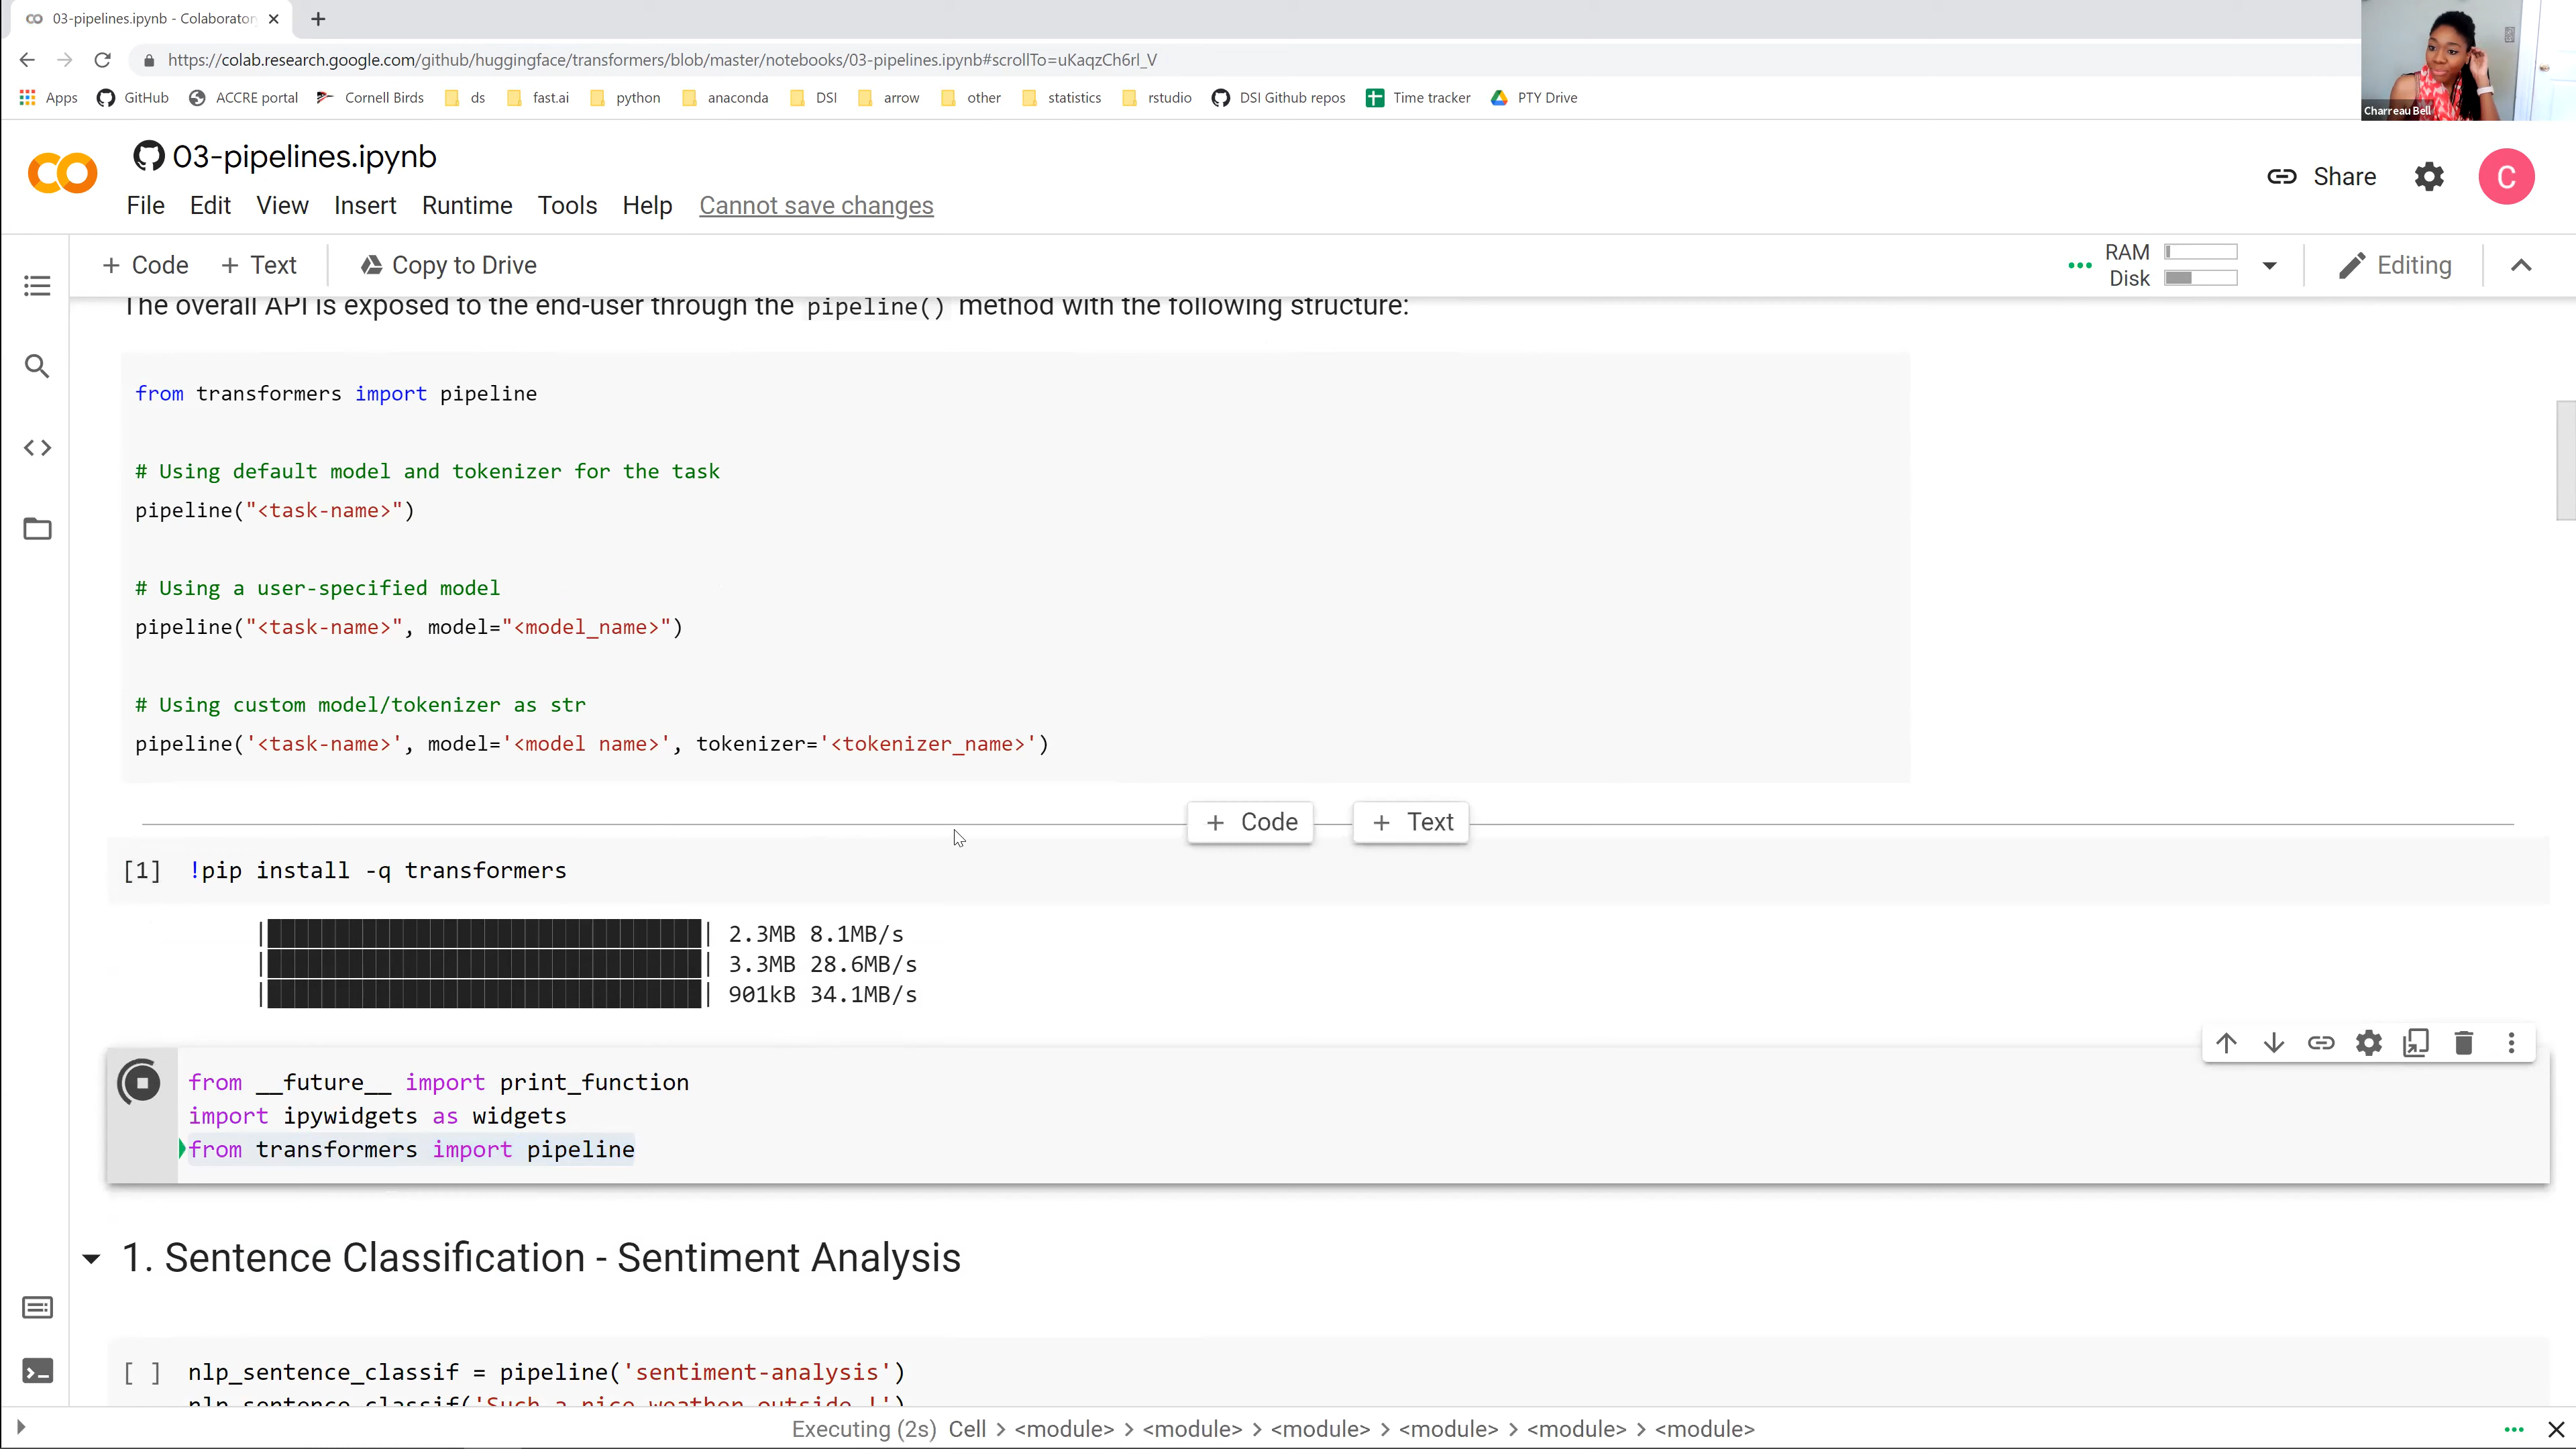 03-pipelines.ipynb - Colaborator
https://colab.research.google.com/github/huggingface/transformers/blob/master/notebooks/03-pipelines.ipynb#scrollTo=uKaqzCh6rl_V
Apps GitHub ACCRE portal Cornell Birds ds fast.ai python anaconda DSI arrow other statistics rstudio DSI Github repos Time tracker PTY Drive
Charreau Bell
03-pipelines.ipynb
Share
C
File Edit View Insert Runtime Tools Help Cannot save changes
+ Code + Text Copy to Drive
RAM
Disk
Editing
The overall API is exposed to the end-user through the pipeline() method with the following structure:
from transformers import pipeline
# Using default model and tokenizer for the task
pipeline("<task-name>")
# Using a user-specified model
pipeline("<task-name>", model="<model_name>")
# Using custom model/tokenizer as str
pipeline('<task-name>', model='<model name>', tokenizer='<tokenizer_name>')
+ Code + Text
[1] !pip install -q transformers
2.3MB 8.1MB/s
3.3MB 28.6MB/s
901kB 34.1MB/s
from __future__ import print_function
import ipywidgets as widgets
from transformers import pipeline
1. Sentence Classification - Sentiment Analysis
[ ] nlp_sentence_classif = pipeline('sentiment-analysis')
nlp_sentence_classif('Such a nice weather outside !')
Executing (2s) Cell > <module> > <module> > <module> > <module> > <module> > <module>